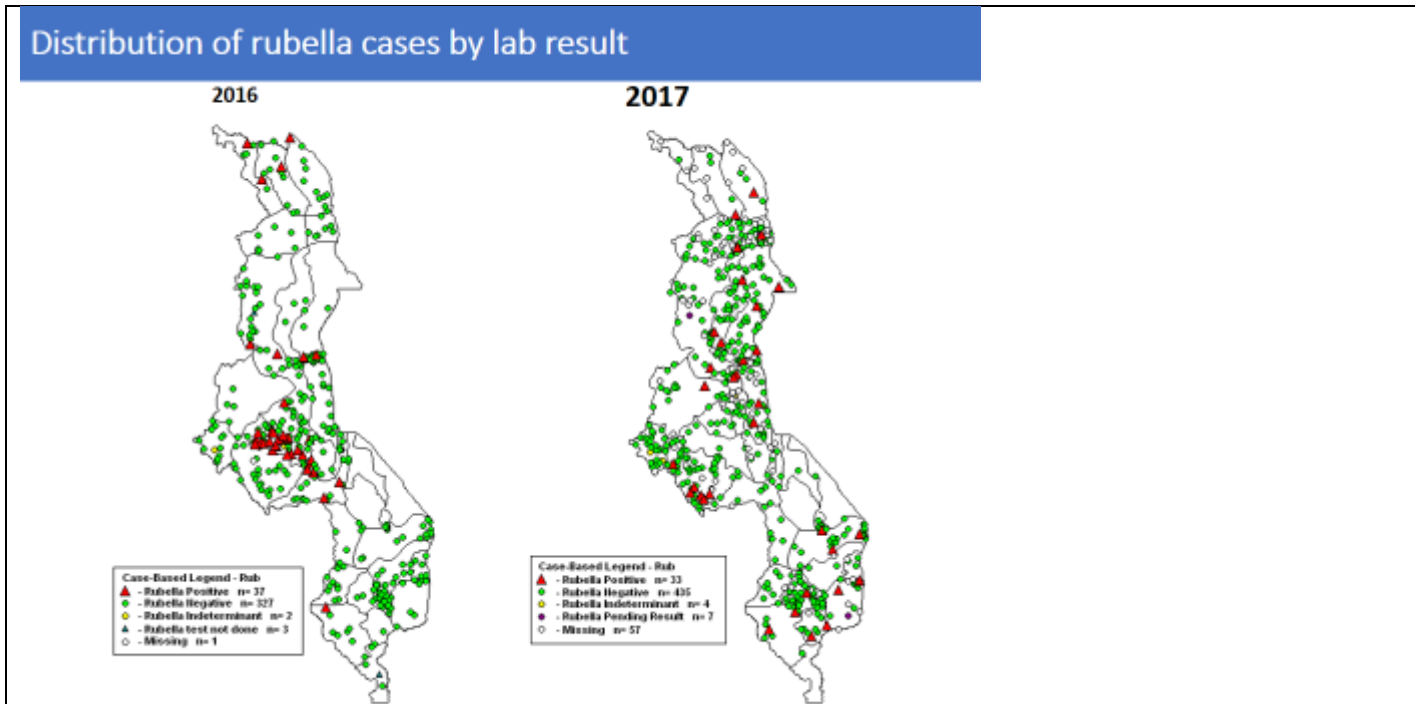 Distribution of rubella cases by lab result
2016
2017
Case-Based Legend - Rub
- Rubella Positive n= 37
- Rubella Negative n= 327
- Rubella Indeterminant n= 2
- Rubella test not done n= 3
- Missing n= 1
Case-Based Legend - Rub
- Rubella Positive n= 33
- Rubella Negative n= 435
- Rubella Indeterminant n= 4
- Rubella Pending Result n= 7
- Missing n= 57